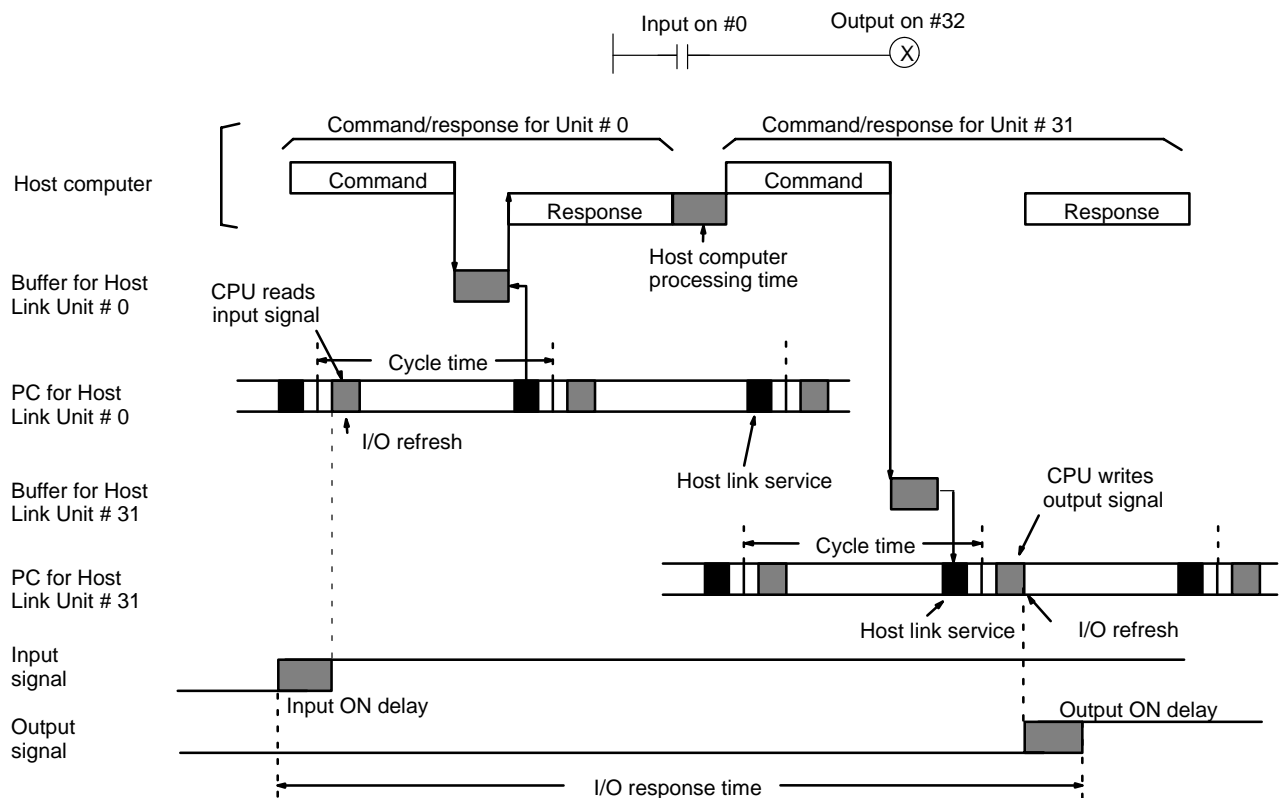 Input on #0
Output on #32
X
Command/response for Unit # 0
Command/response for Unit # 31
Host computer
Command
Command
Response
Response
Host computer
processing time
Buffer for Host
Link Unit # 0
CPU reads
input signal
Cycle time
PC for Host
Link Unit # 0
I/O refresh
Host link service
Buffer for Host
Link Unit # 31
CPU writes
output signal
Cycle time
PC for Host
Link Unit # 31
Host link service
I/O refresh
Input
signal
Input ON delay
Output
signal
Output ON delay
I/O response time